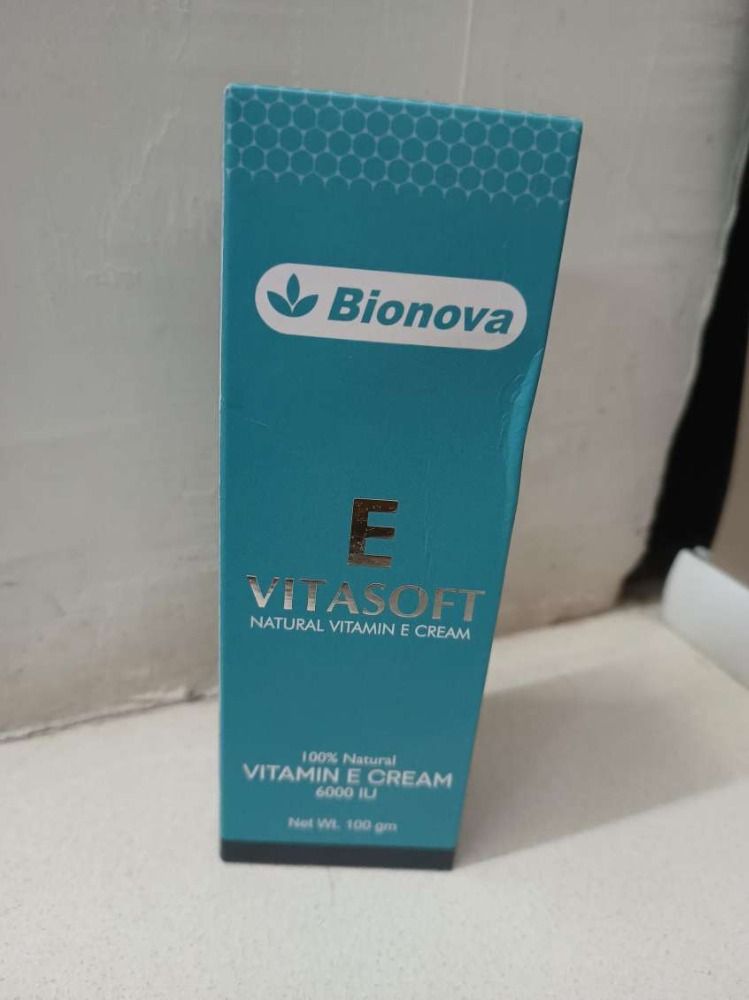 Bionova
E
VITASOFT
NATURAL VITAMIN E CREAM
100% Natural
VITAMIN E CREAM
6000 IU
Net Wt. 100 gm